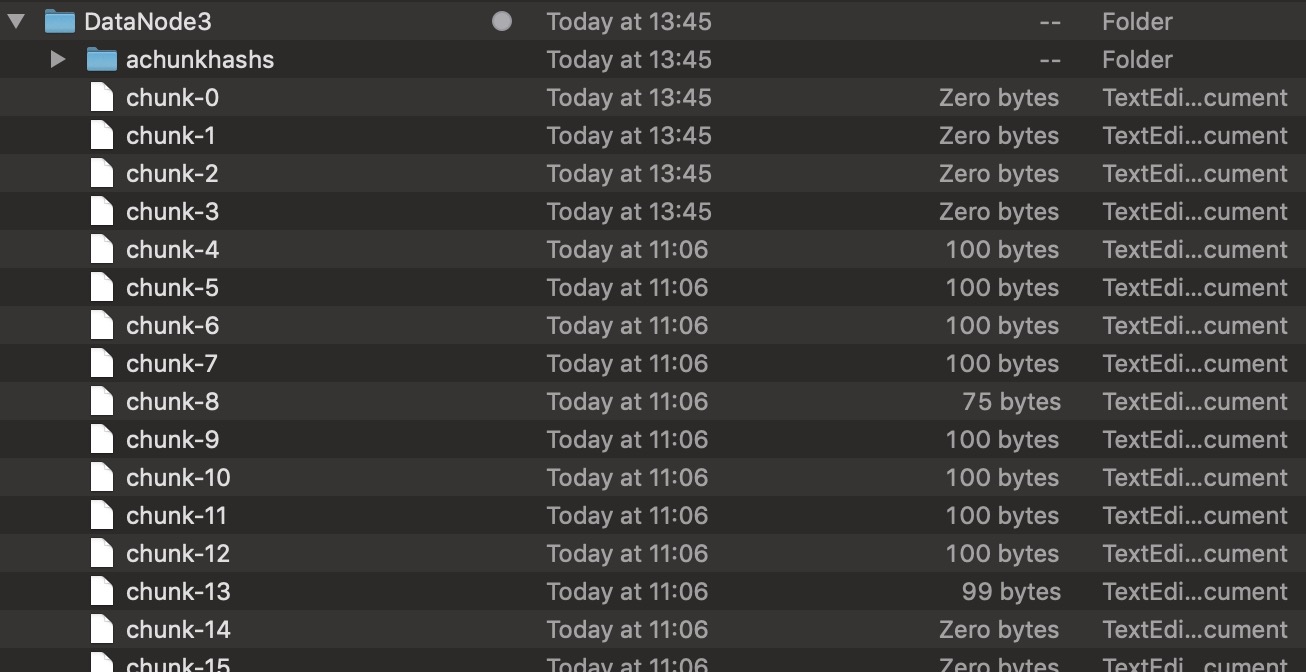 DataNode3 Today at 13:45 -- Folder
achunkhashs Today at 13:45 -- Folder
chunk-0 Today at 13:45 Zero bytes TextEdi...cument
chunk-1 Today at 13:45 Zero bytes TextEdi...cument
chunk-2 Today at 13:45 Zero bytes TextEdi...cument
chunk-3 Today at 13:45 Zero bytes TextEdi...cument
chunk-4 Today at 11:06 100 bytes TextEdi...cument
chunk-5 Today at 11:06 100 bytes TextEdi...cument
chunk-6 Today at 11:06 100 bytes TextEdi...cument
chunk-7 Today at 11:06 100 bytes TextEdi...cument
chunk-8 Today at 11:06 75 bytes TextEdi...cument
chunk-9 Today at 11:06 100 bytes TextEdi...cument
chunk-10 Today at 11:06 100 bytes TextEdi...cument
chunk-11 Today at 11:06 100 bytes TextEdi...cument
chunk-12 Today at 11:06 100 bytes TextEdi...cument
chunk-13 Today at 11:06 99 bytes TextEdi...cument
chunk-14 Today at 11:06 Zero bytes TextEdi...cument
chunk-15 Today at 11:06 Zero bytes TextEdi...cument